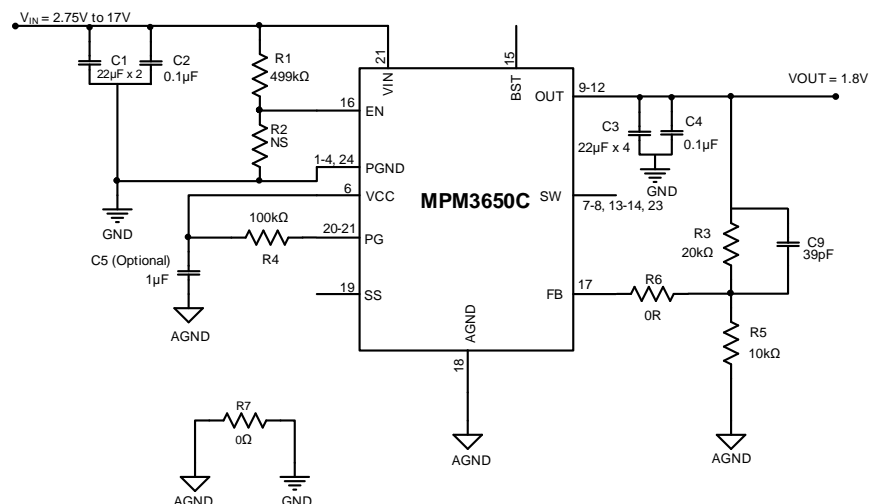 VIN = 2.75V to 17V
C1
22µF x 2
C2
0.1µF
R1
499kΩ
21
VIN
15
BST
OUT
9-12
VOUT = 1.8V
16
EN
R2
NS
1-4, 24
PGND
6
VCC
MPM3650C
C3
22µF x 4
C4
0.1µF
GND
SW
7-8, 13-14, 23
GND
100kΩ
R4
20-21
PG
C5 (Optional)
1µF
AGND
19
SS
R3
20kΩ
C9
39pF
FB
17
R6
0R
R5
10kΩ
AGND
18
AGND
AGND
R7
0Ω
AGND
GND